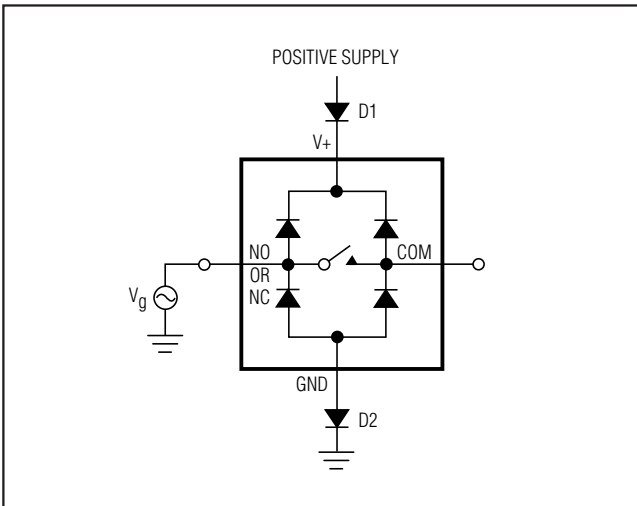 POSITIVE SUPPLY
D1
V+
NO
OR
NC
COM
Vg
GND
D2